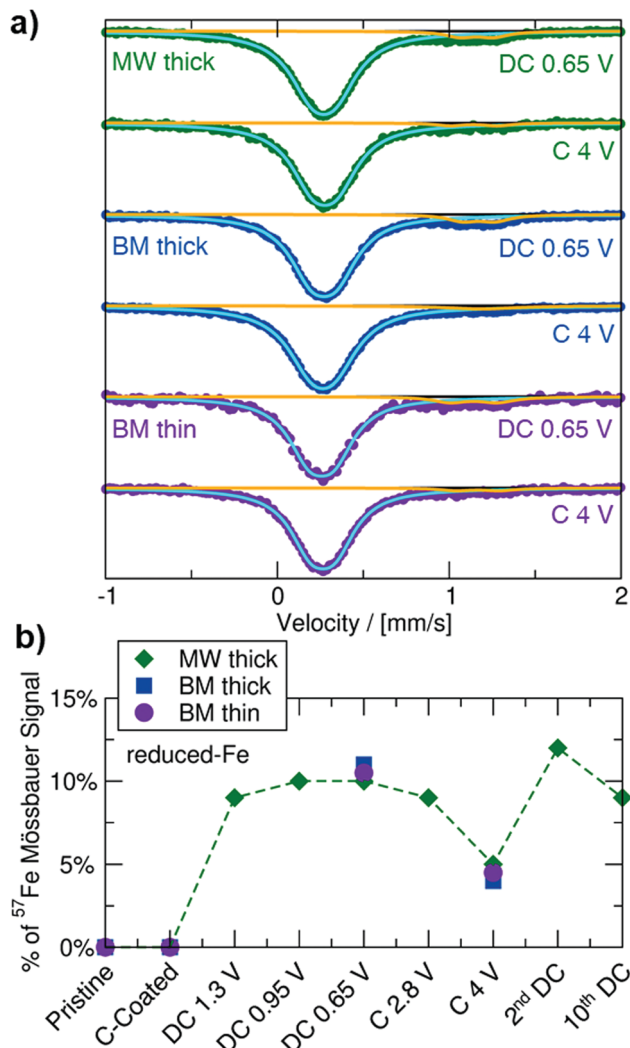 a)
MW thick
DC 0.65 V
C 4 V
BM thick
DC 0.65 V
C 4 V
BM thin
DC 0.65 V
C 4 V
-1
0
1
2
Velocity / [mm/s]
b)
MW thick
BM thick
BM thin
15%
reduced-Fe
10%
5%
0%
% of ⁵⁷Fe Mössbauer Signal
Pristine
C-Coated
DC 1.3 V
DC 0.95 V
DC 0.65 V
C 2.8 V
C 4 V
2ⁿᵈ DC
10ᵗʰ DC